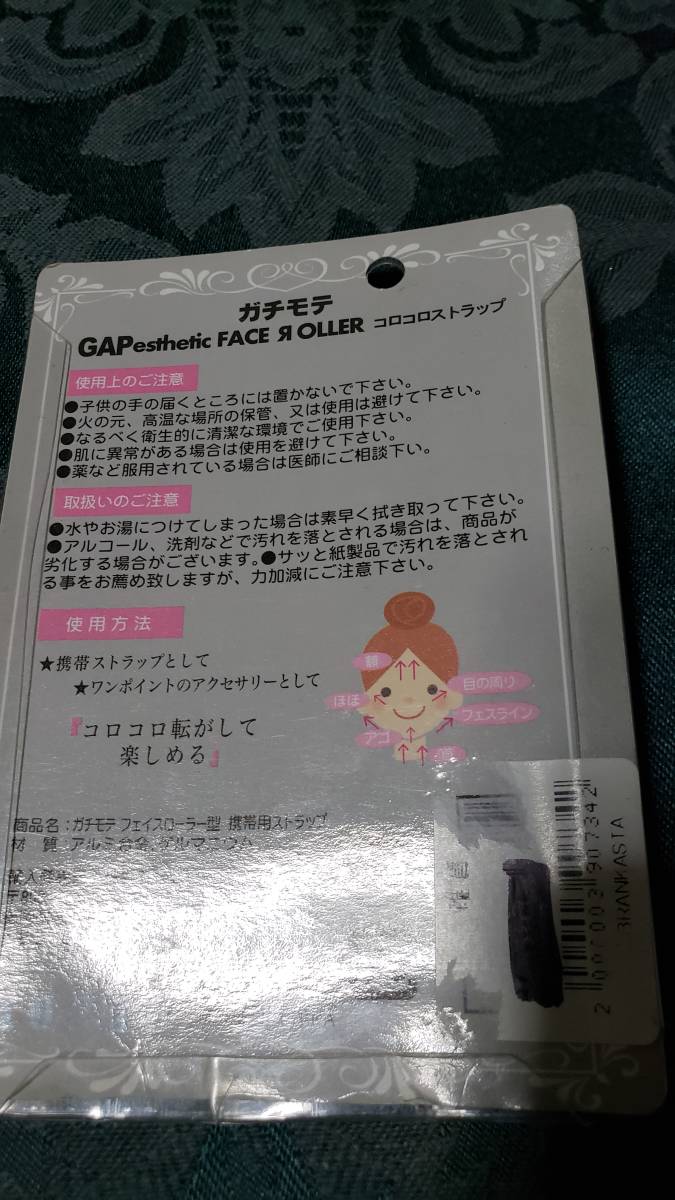 ガチモテ
GAPesthetic FACE ЯOLLER コロコロストラップ
使用上のご注意
●子供の手の届くところには置かないで下さい。
●火の元、高温な場所の保管、又は使用は避けて下さい。
●なるべく衛生的に清潔な環境でご使用下さい。
●肌に異常がある場合は使用を避けて下さい。
●薬など服用されている場合は医師にご相談下い。
取扱いのご注意
●水やお湯につけてしまった場合は素早く拭き取って下さい。
●アルコール、洗剤などで汚れを落とされる場合は、商品が
劣化する場合がございます。●サッと紙製品で汚れを落とされ
る事をお薦め致しますが、力加減にご注意下さい。
使用方法
★携帯ストラップとして
★ワンポイントのアクセサリーとして
『コロコロ転がして
楽しめる』
額
目の周り
ほほ
フェスライン
アゴ
首
商品名：ガチモテ フェイスローラー型 携帯用ストラップ
材 質：アルミ合金、ゲルマニウム
BRANKASTA